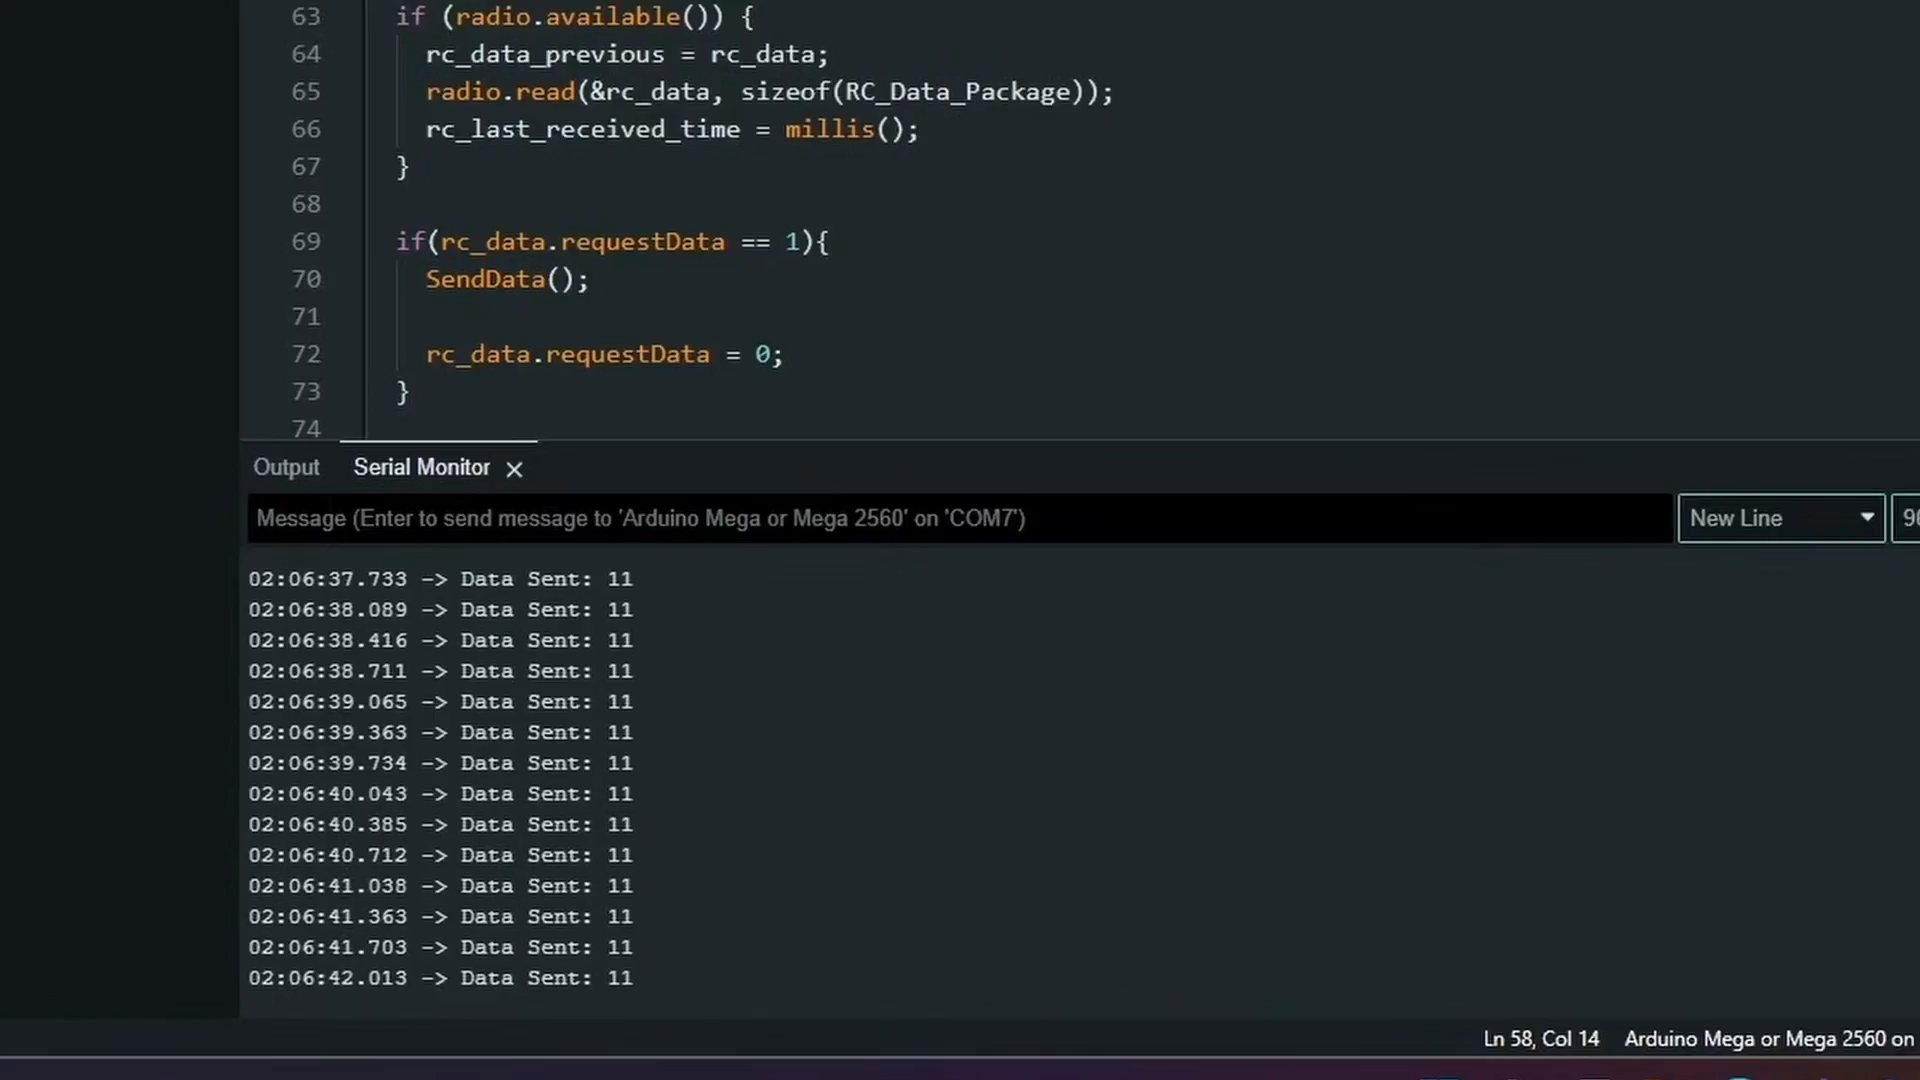 63 if (radio.available()) {
64 rc_data_previous = rc_data;
65 radio.read(&rc_data, sizeof(RC_Data_Package));
66 rc_last_received_time = millis();
67 }
68
69 if(rc_data.requestData == 1){
70 SendData();
71
72 rc_data.requestData = 0;
73 }
74
Output Serial Monitor ×
Message (Enter to send message to 'Arduino Mega or Mega 2560' on 'COM7') New Line
02:06:37.733 -> Data Sent: 11
02:06:38.089 -> Data Sent: 11
02:06:38.416 -> Data Sent: 11
02:06:38.711 -> Data Sent: 11
02:06:39.065 -> Data Sent: 11
02:06:39.363 -> Data Sent: 11
02:06:39.734 -> Data Sent: 11
02:06:40.043 -> Data Sent: 11
02:06:40.385 -> Data Sent: 11
02:06:40.712 -> Data Sent: 11
02:06:41.038 -> Data Sent: 11
02:06:41.363 -> Data Sent: 11
02:06:41.703 -> Data Sent: 11
02:06:42.013 -> Data Sent: 11
Ln 58, Col 14 Arduino Mega or Mega 2560 on